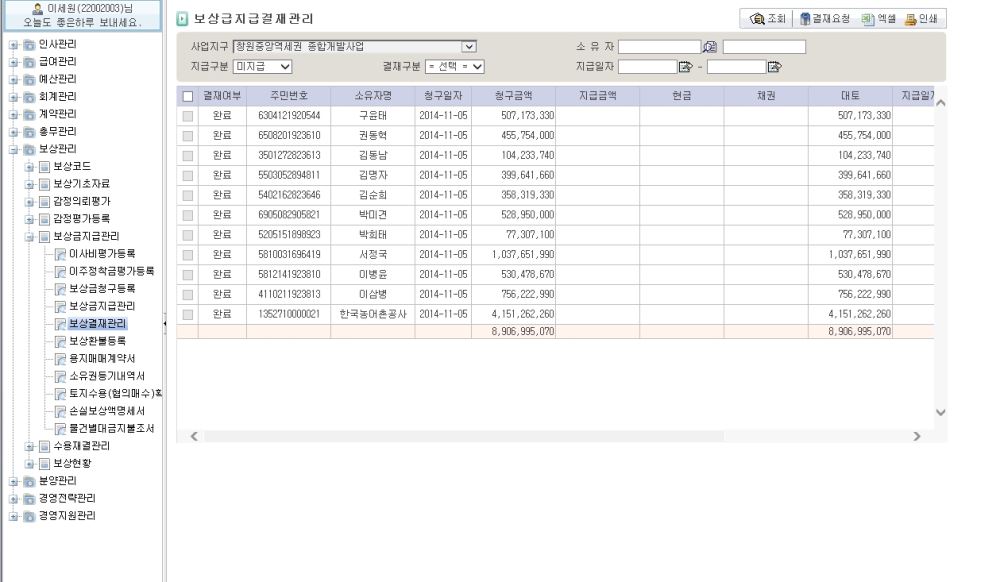 이세원(22002003)님
오늘도 좋은하루 보내세요.
인사관리
급여관리
예산관리
회계관리
계약관리
총무관리
보상관리
보상코드
보상기초자료
감정의뢰평가
감정평가등록
보상금지급관리
이사비평가등록
이주정착금평가등록
보상금청구등록
보상금지급관리
보상결재관리
보상환불등록
용지매매계약서
소유권등기내역서
토지수용(협의매수)확
손실보상액명세서
물건별대금지불조서
수용재결관리
보상현황
분양관리
경영전략관리
경영지원관리
보상금지급결재관리
조회 결재요청 엑셀 인쇄
사업지구 창원중앙역세권 종합개발사업 소 유 자
지급구분 미지급 결재구분 = 선택 = 지급일자 -
결재여부 주민번호 소유자명 청구일자 청구금액 지급금액 현금 채권 대토 지급일자
완료 6304121920544 구윤태 2014-11-05 507,173,330 507,173,330
완료 6508201923610 권동혁 2014-11-05 455,754,000 455,754,000
완료 3501272823613 김동남 2014-11-05 104,233,740 104,233,740
완료 5503052894811 김명자 2014-11-05 399,641,660 399,641,660
완료 5402162823646 김순희 2014-11-05 358,319,330 358,319,330
완료 6905082905821 박미견 2014-11-05 528,950,000 528,950,000
완료 5205151898923 박희태 2014-11-05 77,307,100 77,307,100
완료 5810031696419 서정국 2014-11-05 1,037,651,990 1,037,651,990
완료 5812141923810 이병윤 2014-11-05 530,478,670 530,478,670
완료 4110211923813 이삼병 2014-11-05 756,222,990 756,222,990
완료 1352710000021 한국농어촌공사 2014-11-05 4,151,262,260 4,151,262,260
8,906,995,070 8,906,995,070